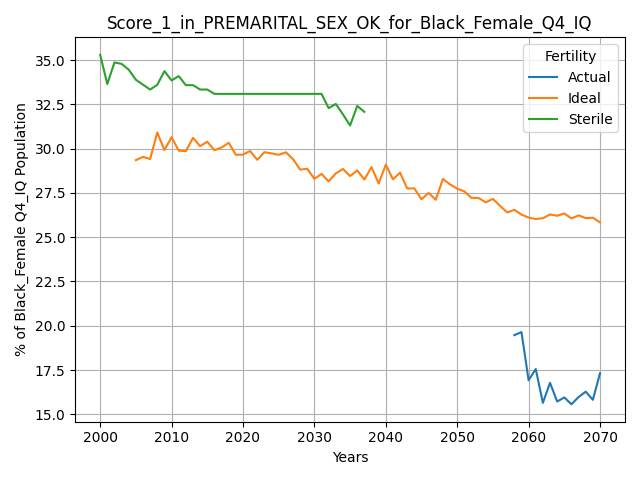 Score_1_in_PREMARITAL_SEX_OK_for_Black_Female_Q4_IQ
Fertility
Actual
Ideal
Sterile
% of Black_Female Q4_IQ Population
35.0
32.5
30.0
27.5
25.0
22.5
20.0
17.5
15.0
2000 2010 2020 2030 2040 2050 2060 2070
Years